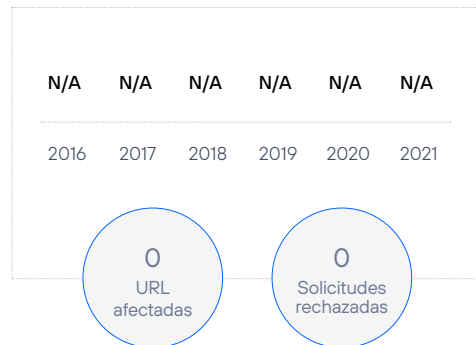 N/A N/A N/A N/A N/A N/A
2016 2017 2018 2019 2020 2021
0
URL
afectadas
0
Solicitudes
rechazadas